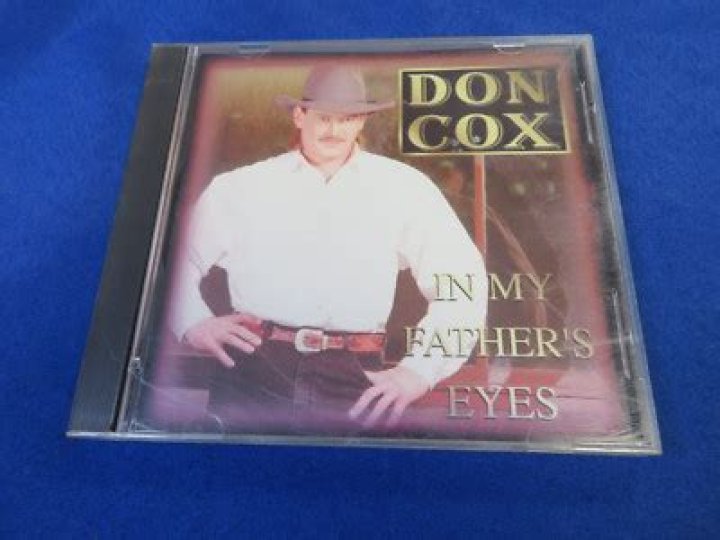 DON
COX
IN MY
FATHER'S
EYES